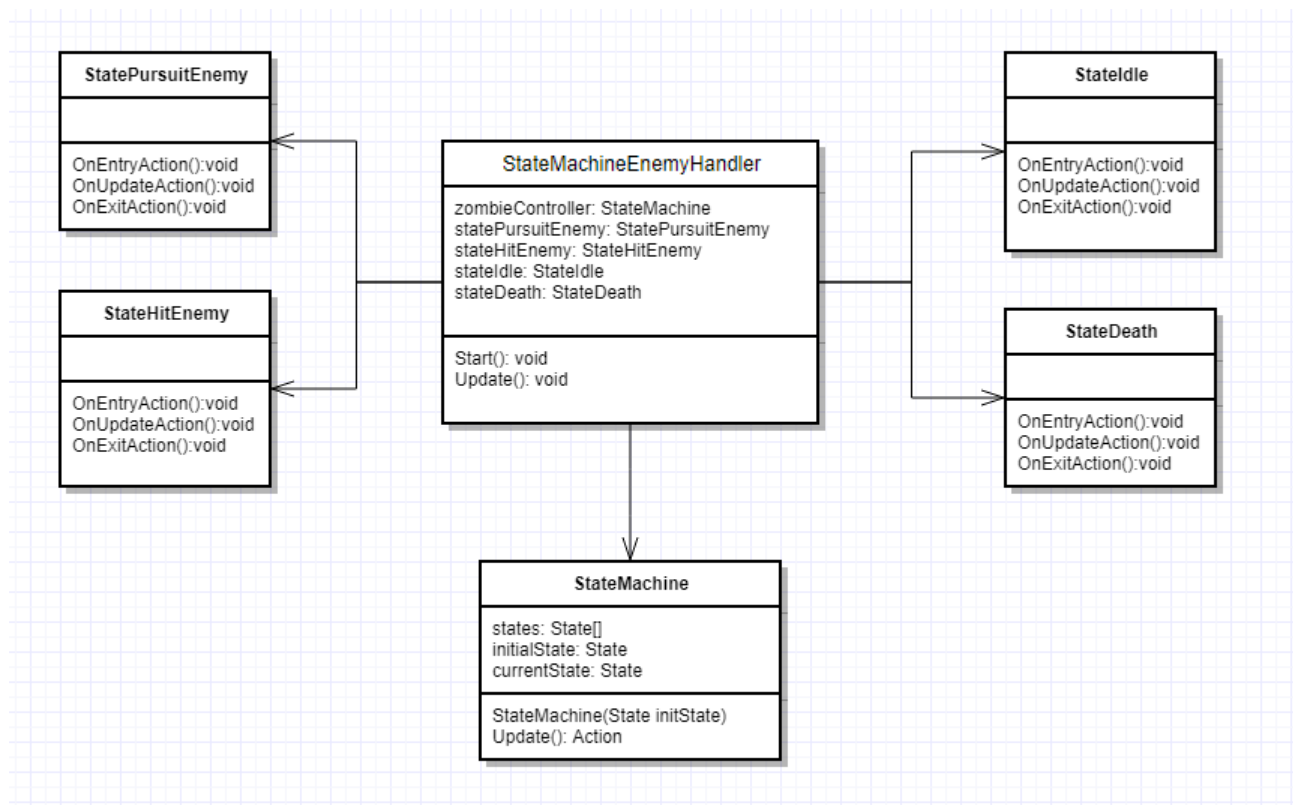 StatePursuitEnemy
OnEntryAction():void
OnUpdateAction():void
OnExitAction():void
StateHitEnemy
OnEntryAction():void
OnUpdateAction():void
OnExitAction():void
StateMachineEnemyHandler
zombieController: StateMachine
statePursuitEnemy: StatePursuitEnemy
stateHitEnemy: StateHitEnemy
stateIdle: StateIdle
stateDeath: StateDeath
Start(): void
Update(): void
StateIdle
OnEntryAction():void
OnUpdateAction():void
OnExitAction():void
StateDeath
OnEntryAction():void
OnUpdateAction():void
OnExitAction():void
StateMachine
states: State[]
initialState: State
currentState: State
StateMachine(State initState)
Update(): Action